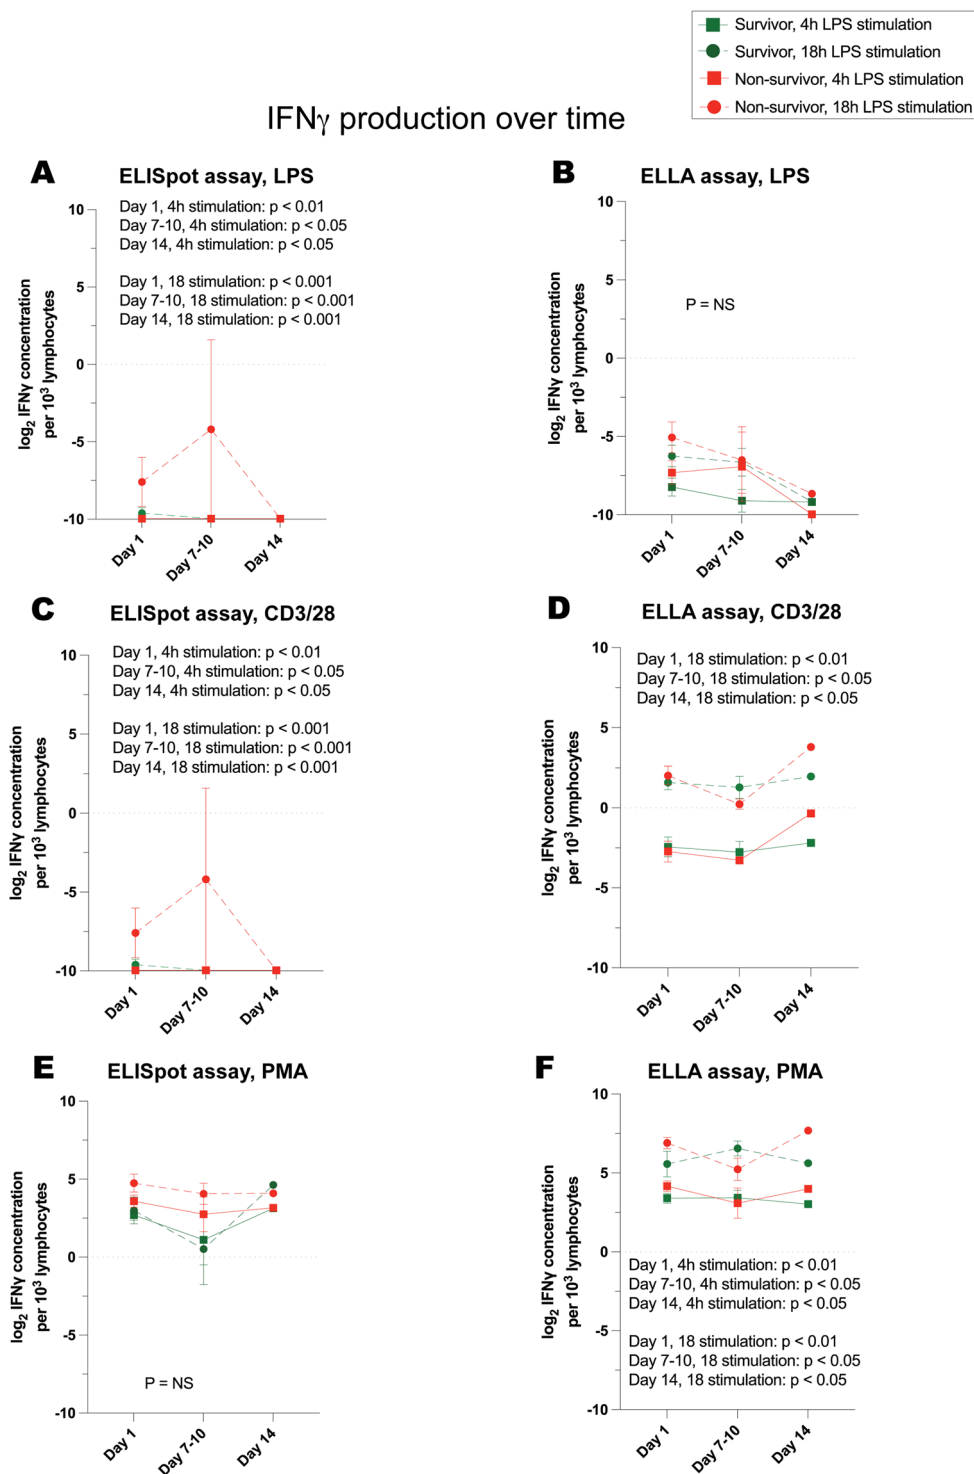 Survivor, 4h LPS stimulation
Survivor, 18h LPS stimulation
Non-survivor, 4h LPS stimulation
Non-survivor, 18h LPS stimulation
IFNγ production over time
A
ELISpot assay, LPS
Day 1, 4h stimulation: p < 0.01
Day 7-10, 4h stimulation: p < 0.05
Day 14, 4h stimulation: p < 0.05
Day 1, 18 stimulation: p < 0.001
Day 7-10, 18 stimulation: p < 0.001
Day 14, 18 stimulation: p < 0.001
log₂ IFNγ concentration
per 10³ lymphocytes
10
5
0
-5
-10
Day 1
Day 7-10
Day 14
B
ELLA assay, LPS
P = NS
log₂ IFNγ concentration
per 10³ lymphocytes
10
5
0
-5
-10
Day 1
Day 7-10
Day 14
C
ELISpot assay, CD3/28
Day 1, 4h stimulation: p < 0.01
Day 7-10, 4h stimulation: p < 0.05
Day 14, 4h stimulation: p < 0.05
Day 1, 18 stimulation: p < 0.001
Day 7-10, 18 stimulation: p < 0.001
Day 14, 18 stimulation: p < 0.001
log₂ IFNγ concentration
per 10³ lymphocytes
10
5
0
-5
-10
Day 1
Day 7-10
Day 14
D
ELLA assay, CD3/28
Day 1, 18 stimulation: p < 0.01
Day 7-10, 18 stimulation: p < 0.05
Day 14, 18 stimulation: p < 0.05
log₂ IFNγ concentration
per 10³ lymphocytes
10
5
0
-5
-10
Day 1
Day 7-10
Day 14
E
ELISpot assay, PMA
log₂ IFNγ concentration
per 10³ lymphocytes
10
5
0
-5
-10
P = NS
Day 1
Day 7-10
Day 14
F
ELLA assay, PMA
log₂ IFNγ concentration
per 10³ lymphocytes
10
5
0
-5
-10
Day 1, 4h stimulation: p < 0.01
Day 7-10, 4h stimulation: p < 0.05
Day 14, 4h stimulation: p < 0.05
Day 1, 18 stimulation: p < 0.01
Day 7-10, 18 stimulation: p < 0.05
Day 14, 18 stimulation: p < 0.05
Day 1
Day 7-10
Day 14